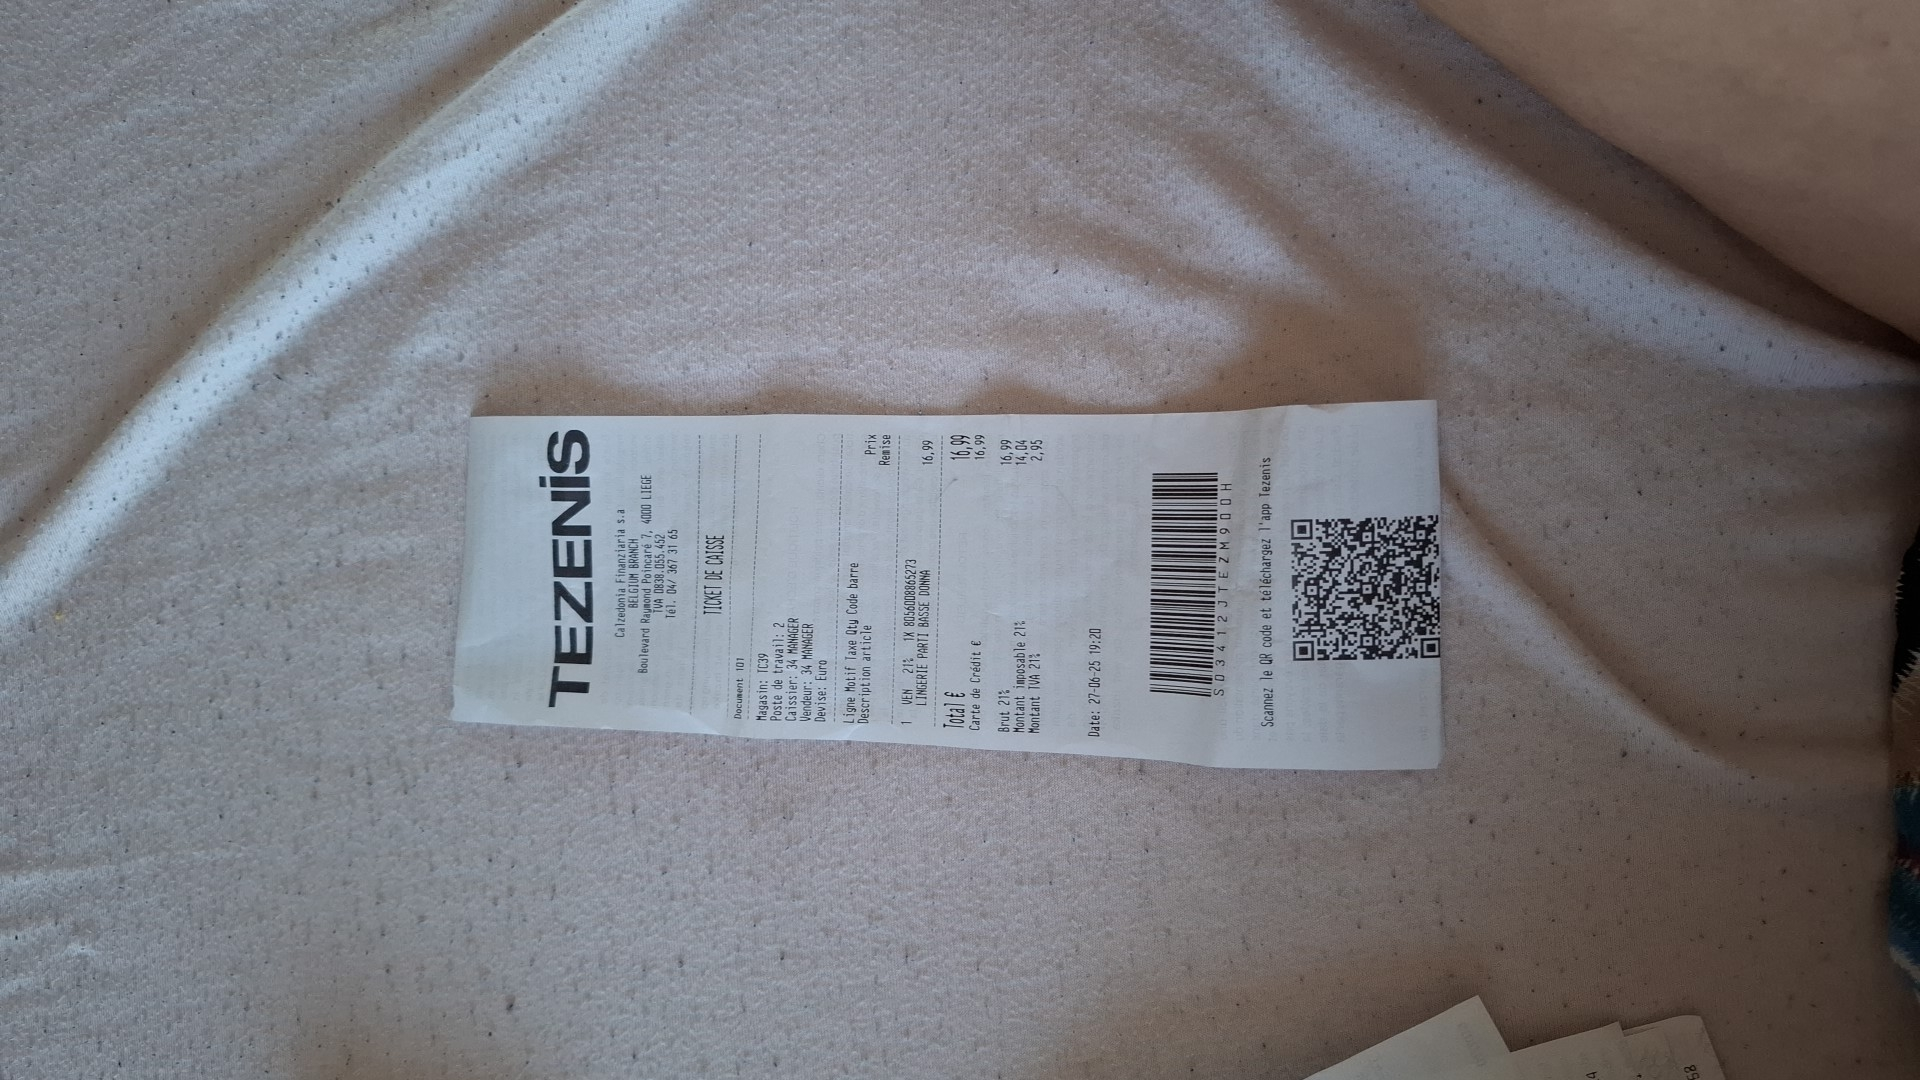 TEZENIS
Calzedonia Finanziaria s.a
BELGIUM BRANCH
Boulevard Raymond Poincaré 7, 4000 LIEGE
TVA 0838.055.452
Tél. 04/ 367 31 65
TICKET DE CAISSE
Document 101
Magasin: TC39
Poste de travail: 2
Caissier: 34 MANAGER
Vendeur: 34 MANAGER
Devise: Euro
Ligne Motif Taxe Qty Code barre Prix
Description article Remise
1 VEN 21% 1X 8056008865273
LINGERIE PARTI BASSE DONNA 16,99
Total € 16,99
Carte de Crédit € 16,99
Brut 21% 16,99
Montant imposable 21% 14,04
Montant TVA 21% 2,95
Date: 27-06-25 19:20
S03412JTEZM900H
Scannez le QR code et téléchargez l'app Tezenis